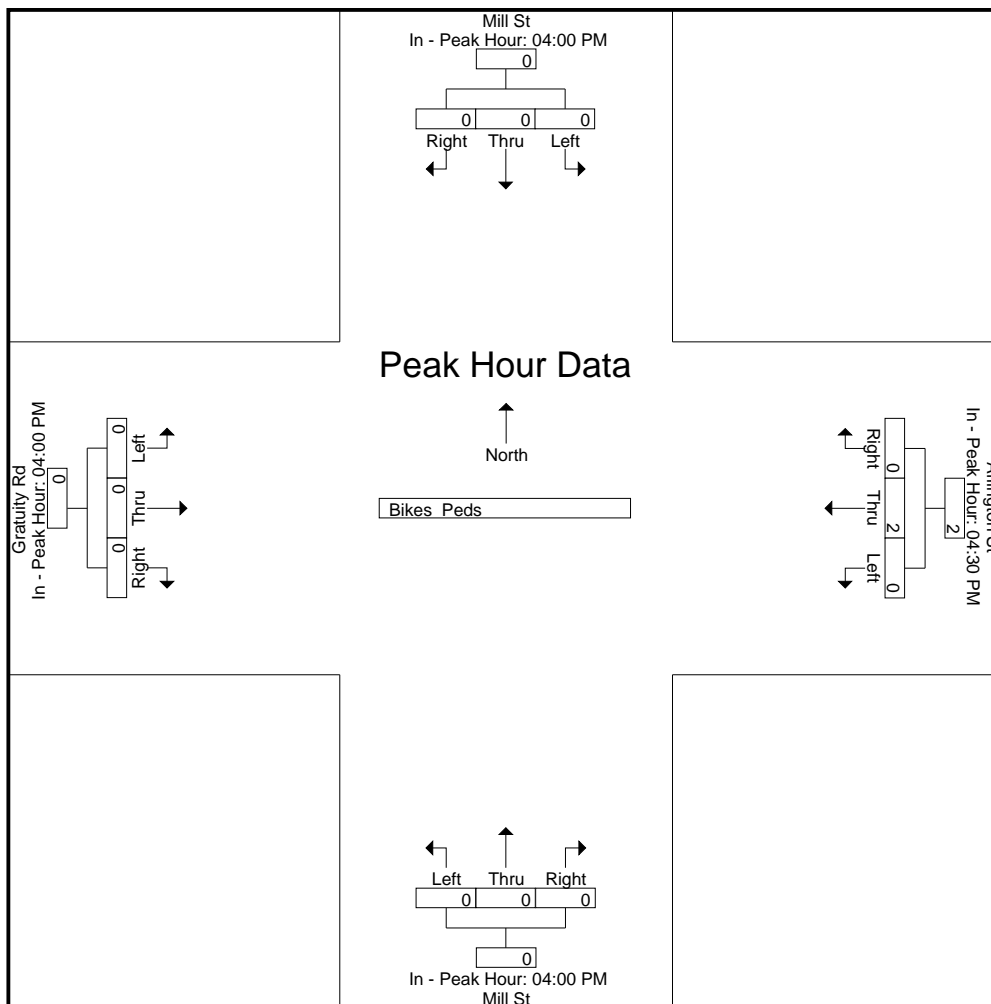 Mill St
In - Peak Hour: 04:00 PM
0
0 0 0
Right Thru Left
Peak Hour Data
North
Bikes Peds
Gratuity Rd
In - Peak Hour: 04:00 PM
0
0 0 0
Left Thru Right
In - Peak Hour: 04:30 PM
2
0 2 0
Right Thru Left
Left Thru Right
0 0 0
0
In - Peak Hour: 04:00 PM
Mill St